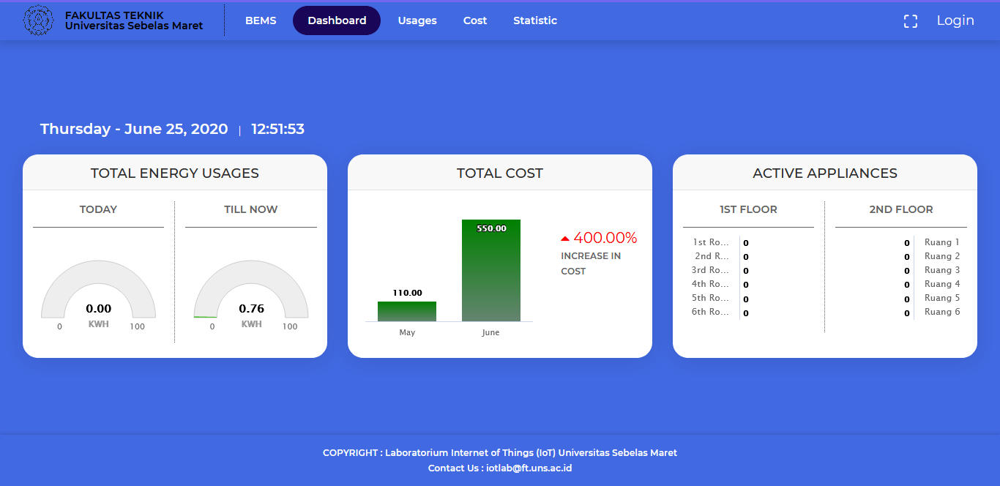 FAKULTAS TEKNIK
Universitas Sebelas Maret
BEMS
Dashboard
Usages
Cost
Statistic
Login
Thursday - June 25, 2020 | 12:51:53
TOTAL ENERGY USAGES
TODAY
0.00
KWH
0
100
TILL NOW
0.76
KWH
0
100
TOTAL COST
110.00
550.00
May
June
400.00%
INCREASE IN
COST
ACTIVE APPLIANCES
1ST FLOOR
1st Ro... 0
2nd R... 0
3rd Ro... 0
4th Ro... 0
5th Ro... 0
6th Ro... 0
2ND FLOOR
0 Ruang 1
0 Ruang 2
0 Ruang 3
0 Ruang 4
0 Ruang 5
0 Ruang 6
COPYRIGHT : Laboratorium Internet of Things (IoT) Universitas Sebelas Maret
Contact Us : iotlab@ft.uns.ac.id